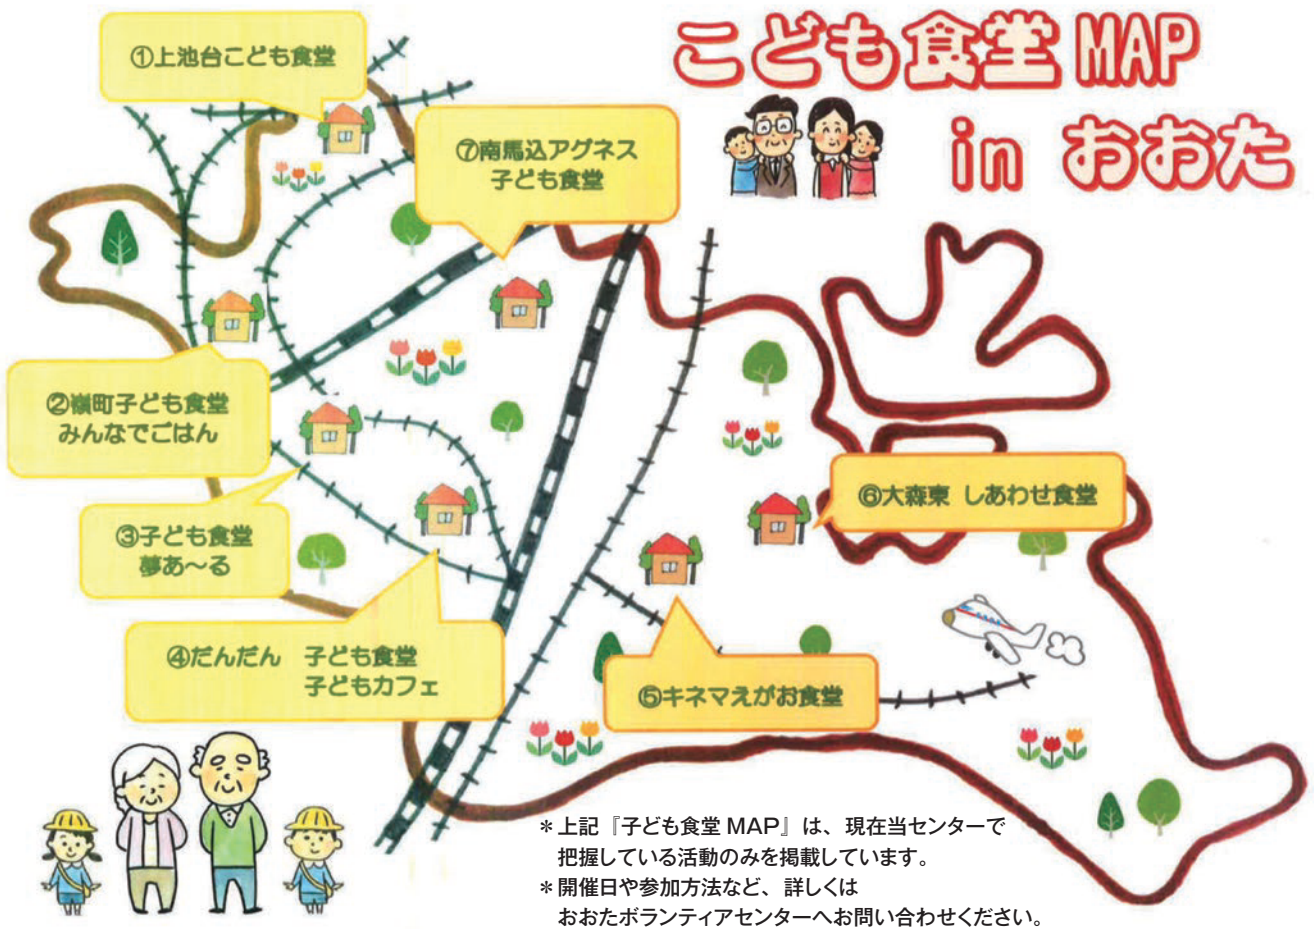 こども食堂 MAP
in おおた
①上池台こども食堂
⑦南馬込アグネス
子ども食堂
②嶺町子ども食堂
みんなでごはん
③子ども食堂
夢あ～る
④だんだん 子ども食堂
子どもカフェ
⑤キネマえがお食堂
⑥大森東 しあわせ食堂
＊上記『子ども食堂 MAP』は、現在当センターで
把握している活動のみを掲載しています。
＊開催日や参加方法など、詳しくは
おおたボランティアセンターへお問い合わせください。